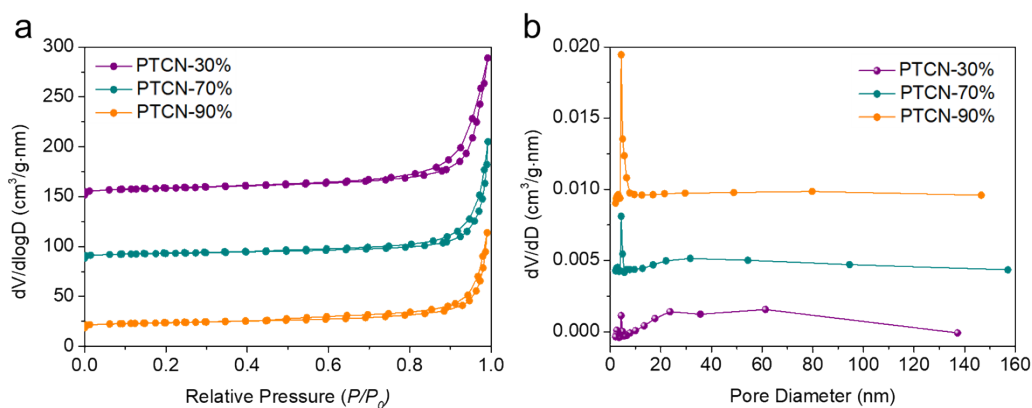 a
300
250
200
150
100
50
0
dV/dlogD (cm³/g·nm)
PTCN-30%
PTCN-70%
PTCN-90%
0.0 0.2 0.4 0.6 0.8 1.0
Relative Pressure (P/P₀)
b
0.020
0.015
0.010
0.005
0.000
dV/dD (cm³/g·nm)
PTCN-30%
PTCN-70%
PTCN-90%
0 20 40 60 80 100 120 140 160
Pore Diameter (nm)